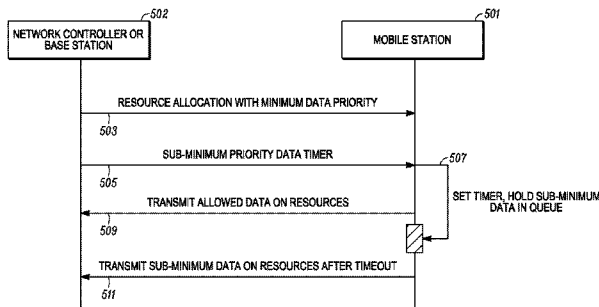 502
501
NETWORK CONTROLLER OR
BASE STATION
MOBILE STATION
RESOURCE ALLOCATION WITH MINIMUM DATA PRIORITY
503
SUB-MINIMUM PRIORITY DATA TIMER
505
507
SET TIMER, HOLD SUB-MINIMUM
DATA IN QUEUE
TRANSMIT ALLOWED DATA ON RESOURCES
509
TRANSMIT SUB-MINIMUM DATA ON RESOURCES AFTER TIMEOUT
511